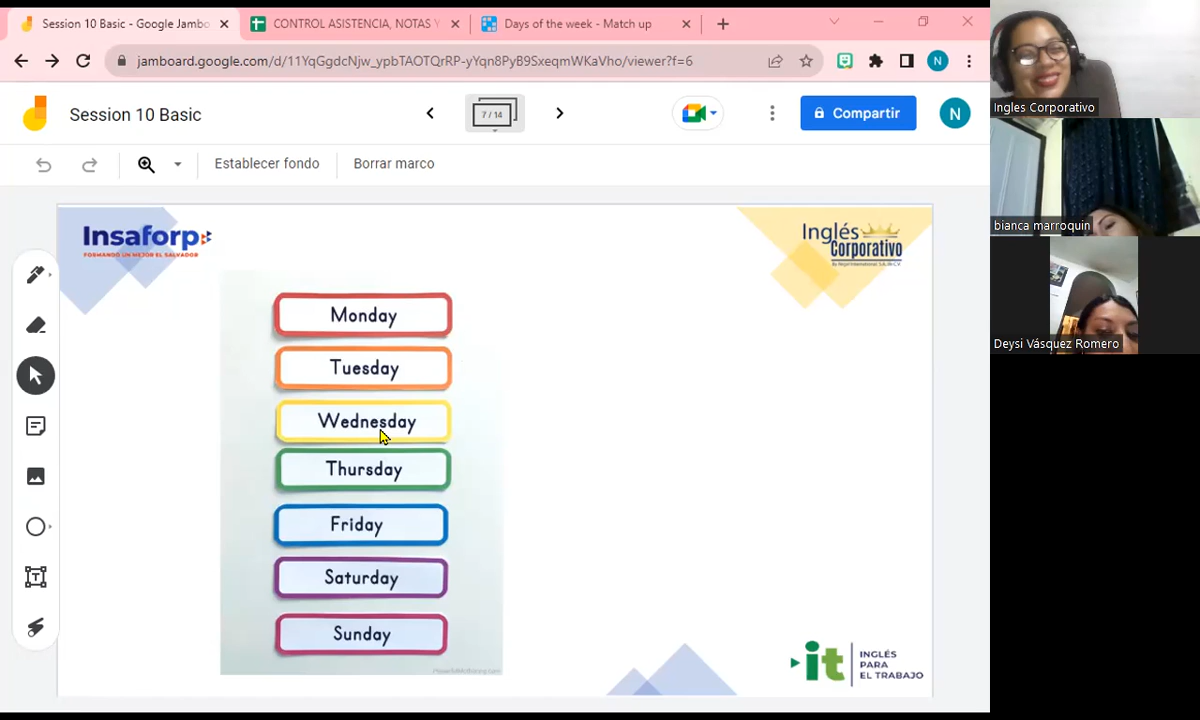 Session 10 Basic - Google Jambo
CONTROL ASISTENCIA, NOTAS Y
Days of the week - Match up
jamboard.google.com/d/11YqGgdcNjw_ypbTAOTQrRP-yYqn8PyB9SxeqmWKaVho/viewer?f=6
N
Session 10 Basic
7 / 14
Compartir
N
Establecer fondo
Borrar marco
Insaforp
FORMANDO UN MEJOR EL SALVADOR
Inglés
Corporativo
Monday
Tuesday
Wednesday
Thursday
Friday
Saturday
Sunday
it
INGLÉS
PARA
EL TRABAJO
Ingles Corporativo
bianca marroquin
Deysi Vásquez Romero